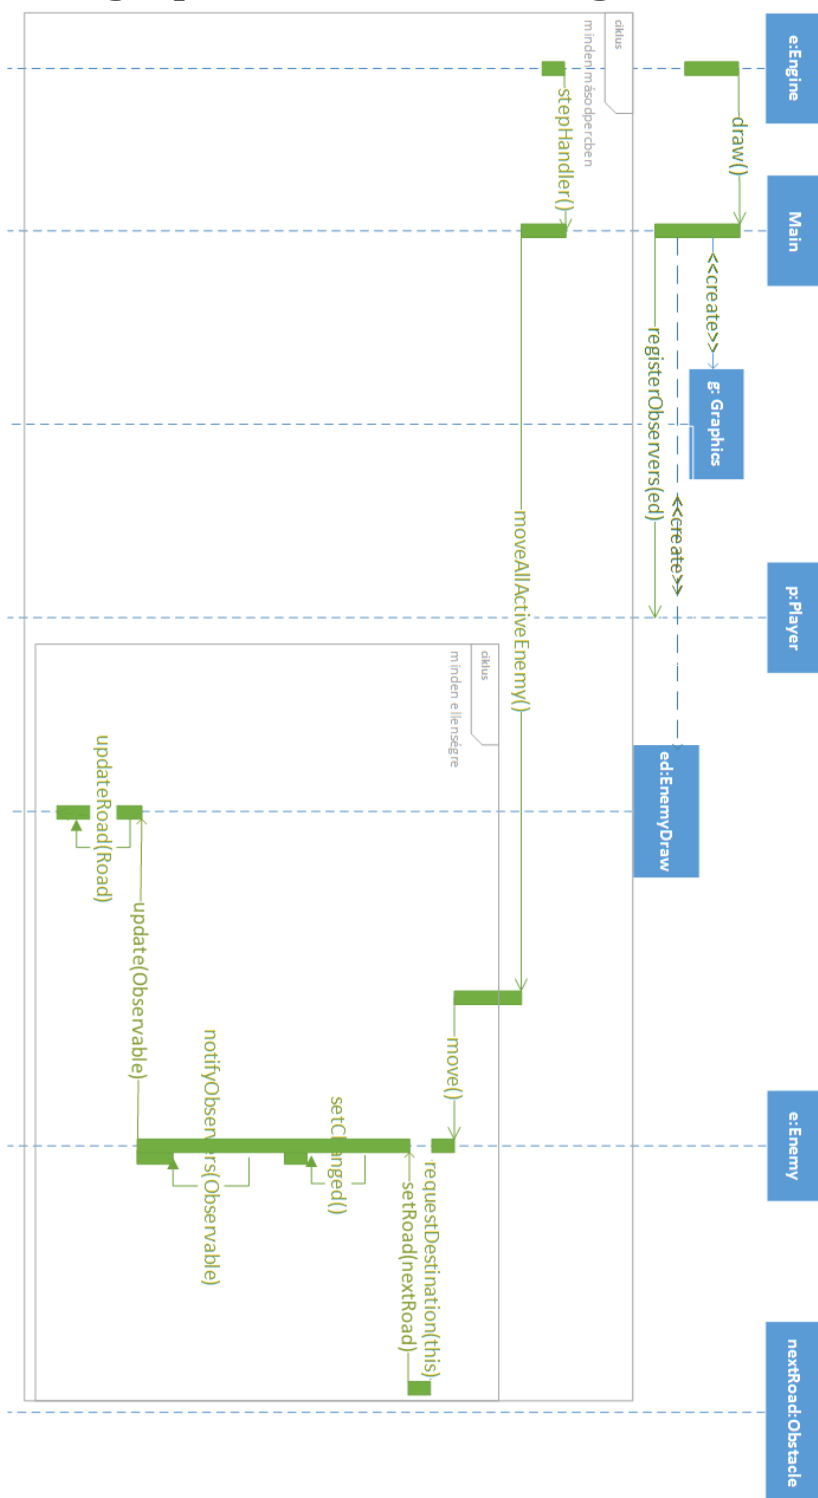 e:Engine
Main
p:Player
e:Enemy
nextRoad:Obstacle
draw()
<<create>>
g: Graphics
<<create>>
registerObservers(ed)
ed:EnemyDraw
ciklus
minden másodpercben
stepHandler()
moveAllActiveEnemy()
ciklus
minden ellenségre
move()
requestDestination(this)
setRoad(nextRoad)
setChanged()
notifyObservers(Observable)
update(Observable)
updateRoad(Road)